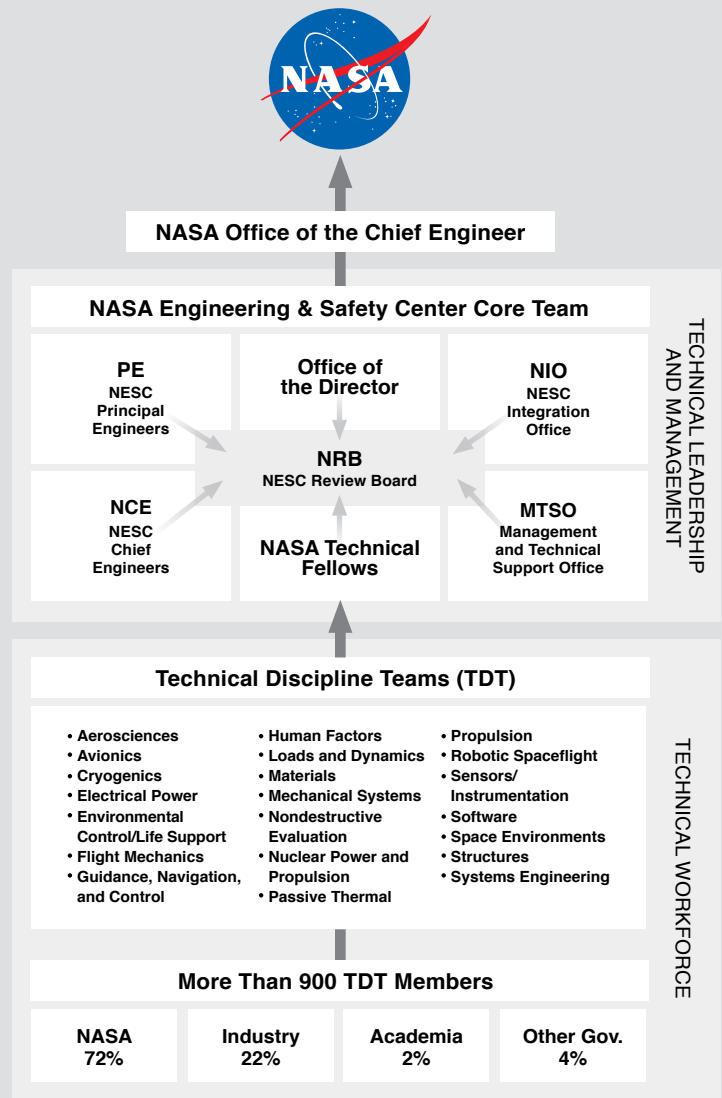 NASA
NASA Office of the Chief Engineer
NASA Engineering & Safety Center Core Team
PE
NESC
Principal
Engineers
Office of
the Director
NIO
NESC
Integration
Office
NRB
NESC Review Board
NCE
NESC
Chief
Engineers
NASA Technical
Fellows
MTSO
Management
and Technical
Support Office
TECHNICAL LEADERSHIP
AND MANAGEMENT
Technical Discipline Teams (TDT)
• Aerosciences
• Avionics
• Cryogenics
• Electrical Power
• Environmental
Control/Life Support
• Flight Mechanics
• Guidance, Navigation,
and Control
• Human Factors
• Loads and Dynamics
• Materials
• Mechanical Systems
• Nondestructive
Evaluation
• Nuclear Power and
Propulsion
• Passive Thermal
• Propulsion
• Robotic Spaceflight
• Sensors/
Instrumentation
• Software
• Space Environments
• Structures
• Systems Engineering
TECHNICAL WORKFORCE
More Than 900 TDT Members
NASA
72%
Industry
22%
Academia
2%
Other Gov.
4%